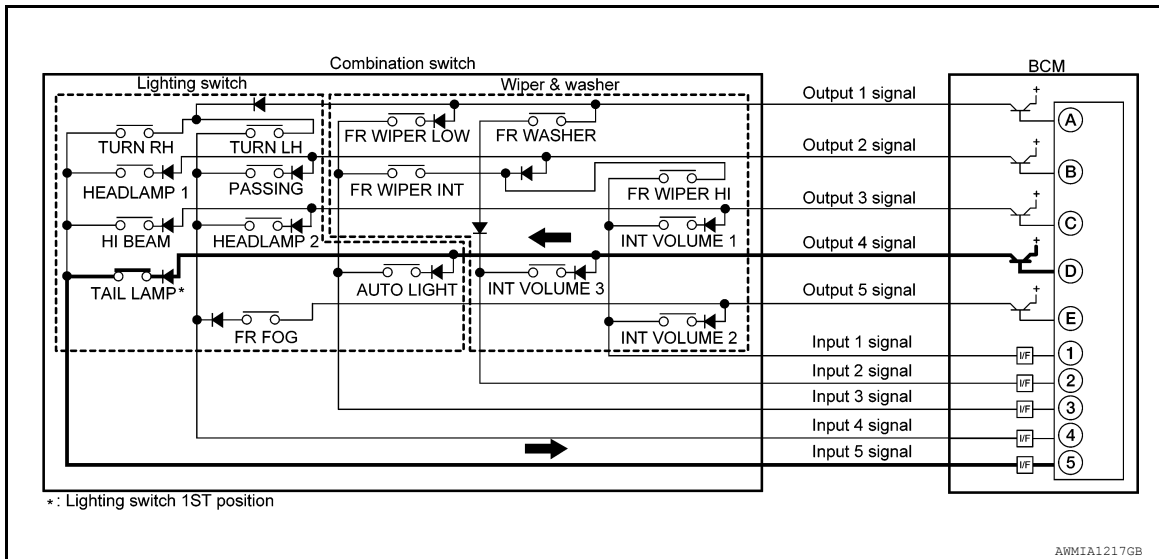 Combination switch
BCM
Lighting switch
Wiper & washer
Output 1 signal
A
TURN RH
TURN LH
FR WIPER LOW
FR WASHER
Output 2 signal
B
HEADLAMP 1
PASSING
FR WIPER INT
FR WIPER HI
Output 3 signal
C
HI BEAM
HEADLAMP 2
INT VOLUME 1
Output 4 signal
D
TAIL LAMP*
AUTO LIGHT
INT VOLUME 3
Output 5 signal
E
FR FOG
INT VOLUME 2
Input 1 signal
I/F
1
Input 2 signal
I/F
2
Input 3 signal
I/F
3
Input 4 signal
I/F
4
Input 5 signal
I/F
5
*: Lighting switch 1ST position
AWMIA1217GB